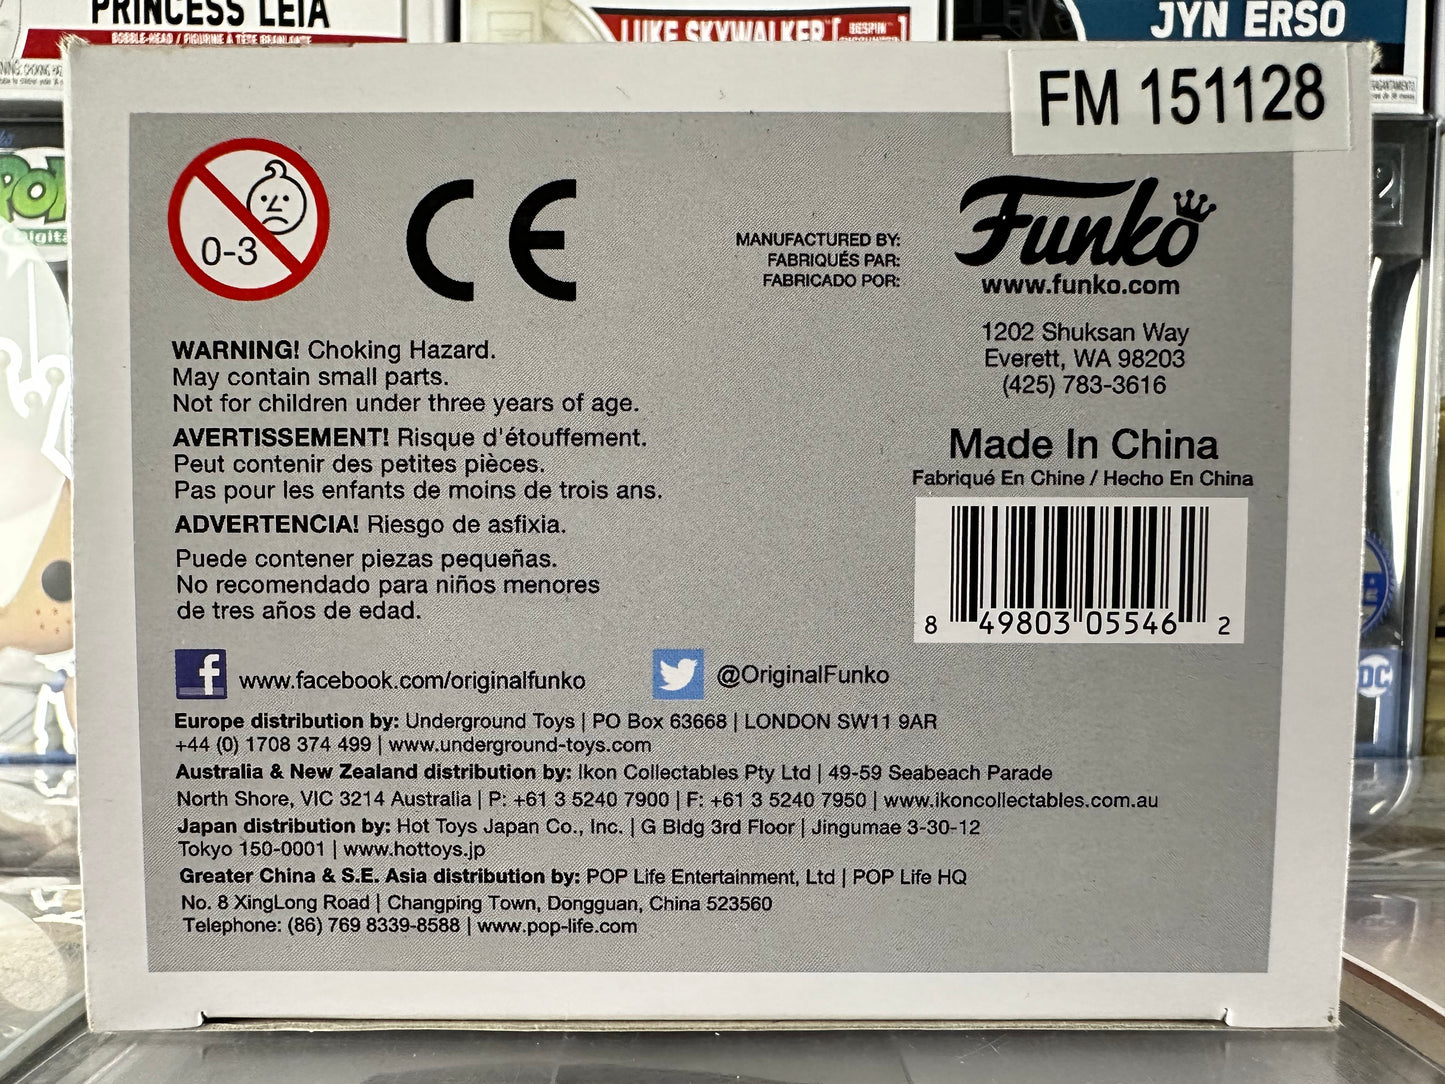 PRINCESS LEIA
BOBBLE-HEAD / FIGURINE À TÊTE BRANLANTE
LUKE SKYWALKER [
JYN ERSO
FM 151128
0-3
CE
MANUFACTURED BY:
FABRIQUÉS PAR:
FABRICADO POR:
Funko
www.funko.com
1202 Shuksan Way
Everett, WA 98203
(425) 783-3616
Made In China
Fabriqué En Chine / Hecho En China
8 49803 05546 2
WARNING! Choking Hazard.
May contain small parts.
Not for children under three years of age.
AVERTISSEMENT! Risque d'étouffement.
Peut contenir des petites pièces.
Pas pour les enfants de moins de trois ans.
ADVERTENCIA! Riesgo de asfixia.
Puede contener piezas pequeñas.
No recomendado para niños menores
de tres años de edad.
f www.facebook.com/originalfunko
@OriginalFunko
Europe distribution by: Underground Toys | PO Box 63668 | LONDON SW11 9AR
+44 (0) 1708 374 499 | www.underground-toys.com
Australia & New Zealand distribution by: Ikon Collectables Pty Ltd | 49-59 Seabeach Parade
North Shore, VIC 3214 Australia | P: +61 3 5240 7900 | F: +61 3 5240 7950 | www.ikoncollectables.com.au
Japan distribution by: Hot Toys Japan Co., Inc. | G Bldg 3rd Floor | Jingumae 3-30-12
Tokyo 150-0001 | www.hottoys.jp
Greater China & S.E. Asia distribution by: POP Life Entertainment, Ltd | POP Life HQ
No. 8 XingLong Road | Changping Town, Dongguan, China 523560
Telephone: (86) 769 8339-8588 | www.pop-life.com
DC